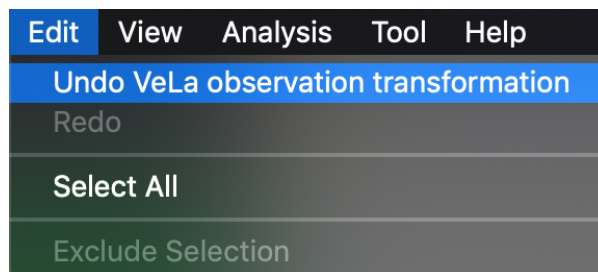 Edit View Analysis Tool Help
Undo VeLa observation transformation
Redo
Select All
Exclude Selection